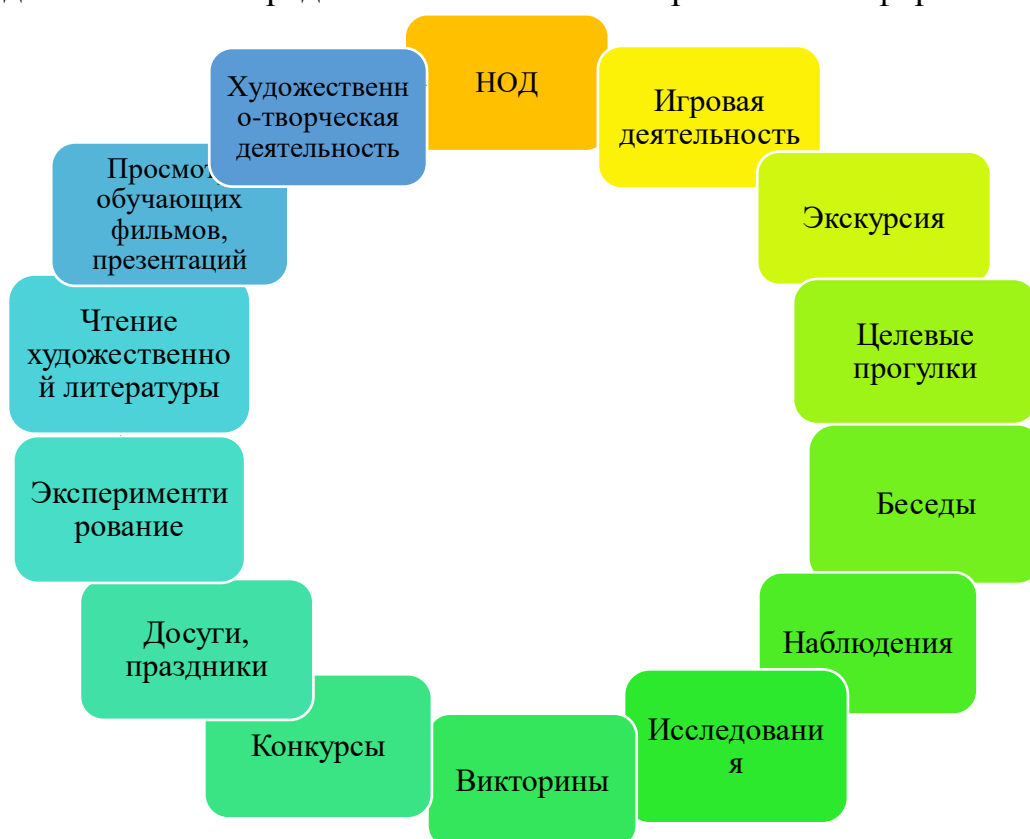 НОД
Игровая
деятельность
Экскурсия
Целевые
прогулки
Беседы
Наблюдения
Исследовани
я
Викторины
Конкурсы
Досуги,
праздники
Эксперименти
рование
Чтение
художественно
й литературы
Просмотр
обучающих
фильмов,
презентаций
Художественн
о-творческая
деятельность